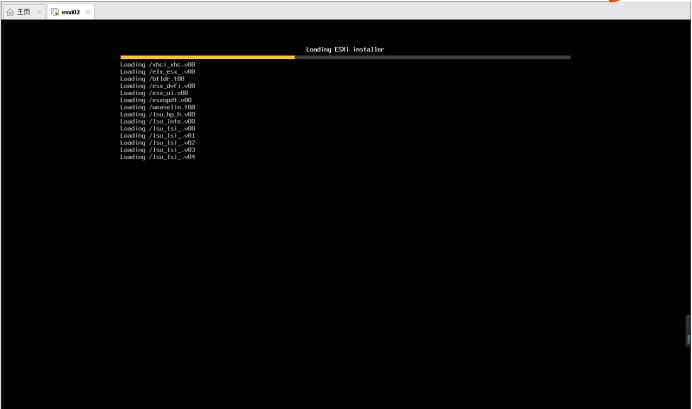 主页
esxi02
Loading ESXi installer
Loading /xhci_xhc.v00
Loading /elx_esx_.v00
Loading /btldr.t00
Loading /esx_dvfi.v00
Loading /esx_ui.v00
Loading /esxupdt.v00
Loading /weaselin.t00
Loading /lsu_hp_h.v00
Loading /lsu_inte.v00
Loading /lsu_lsi_.v00
Loading /lsu_lsi_.v01
Loading /lsu_lsi_.v02
Loading /lsu_lsi_.v03
Loading /lsu_lsi_.v04